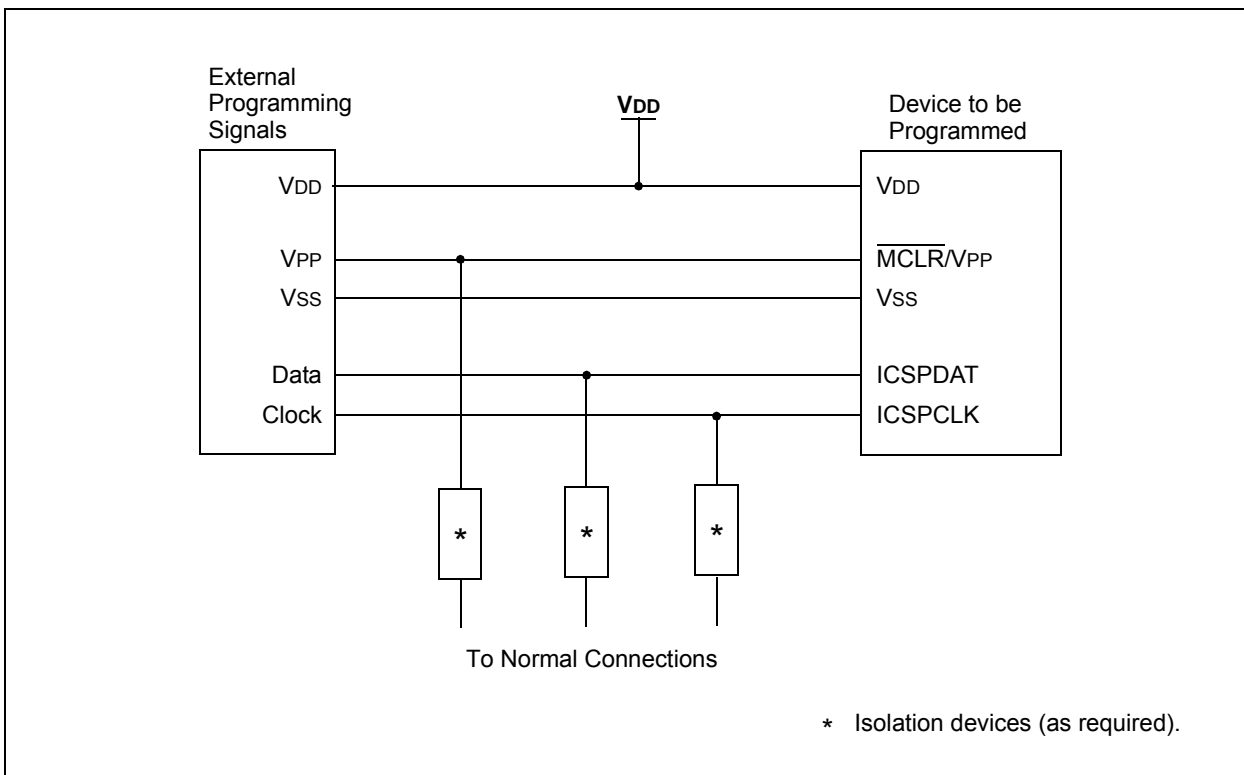 External
Programming
Signals
VDD
Device to be
Programmed
VDD
VDD
VPP
MCLR/VPP
VSS
VSS
Data
ICSPDAT
Clock
ICSPCLK
*
*
*
To Normal Connections
* Isolation devices (as required).